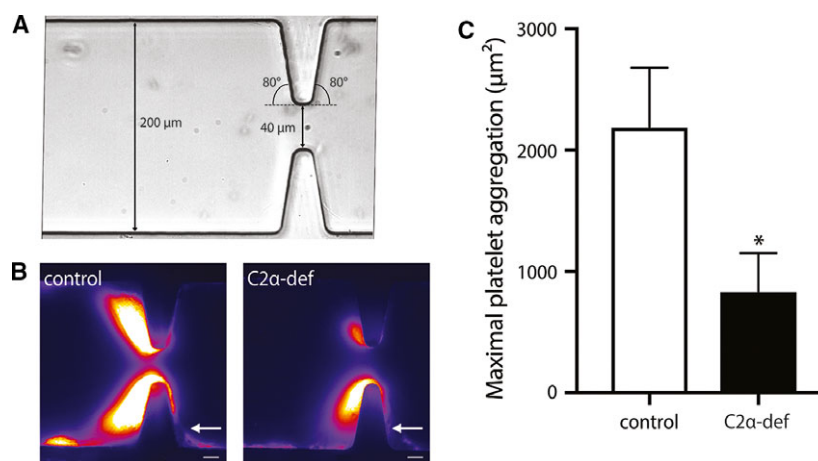 A
80°
80°
200 µm
40 µm
B
control
C2α-def
C
Maximal platelet aggregation (µm²)
3000
2000
1000
0
*
control
C2α-def